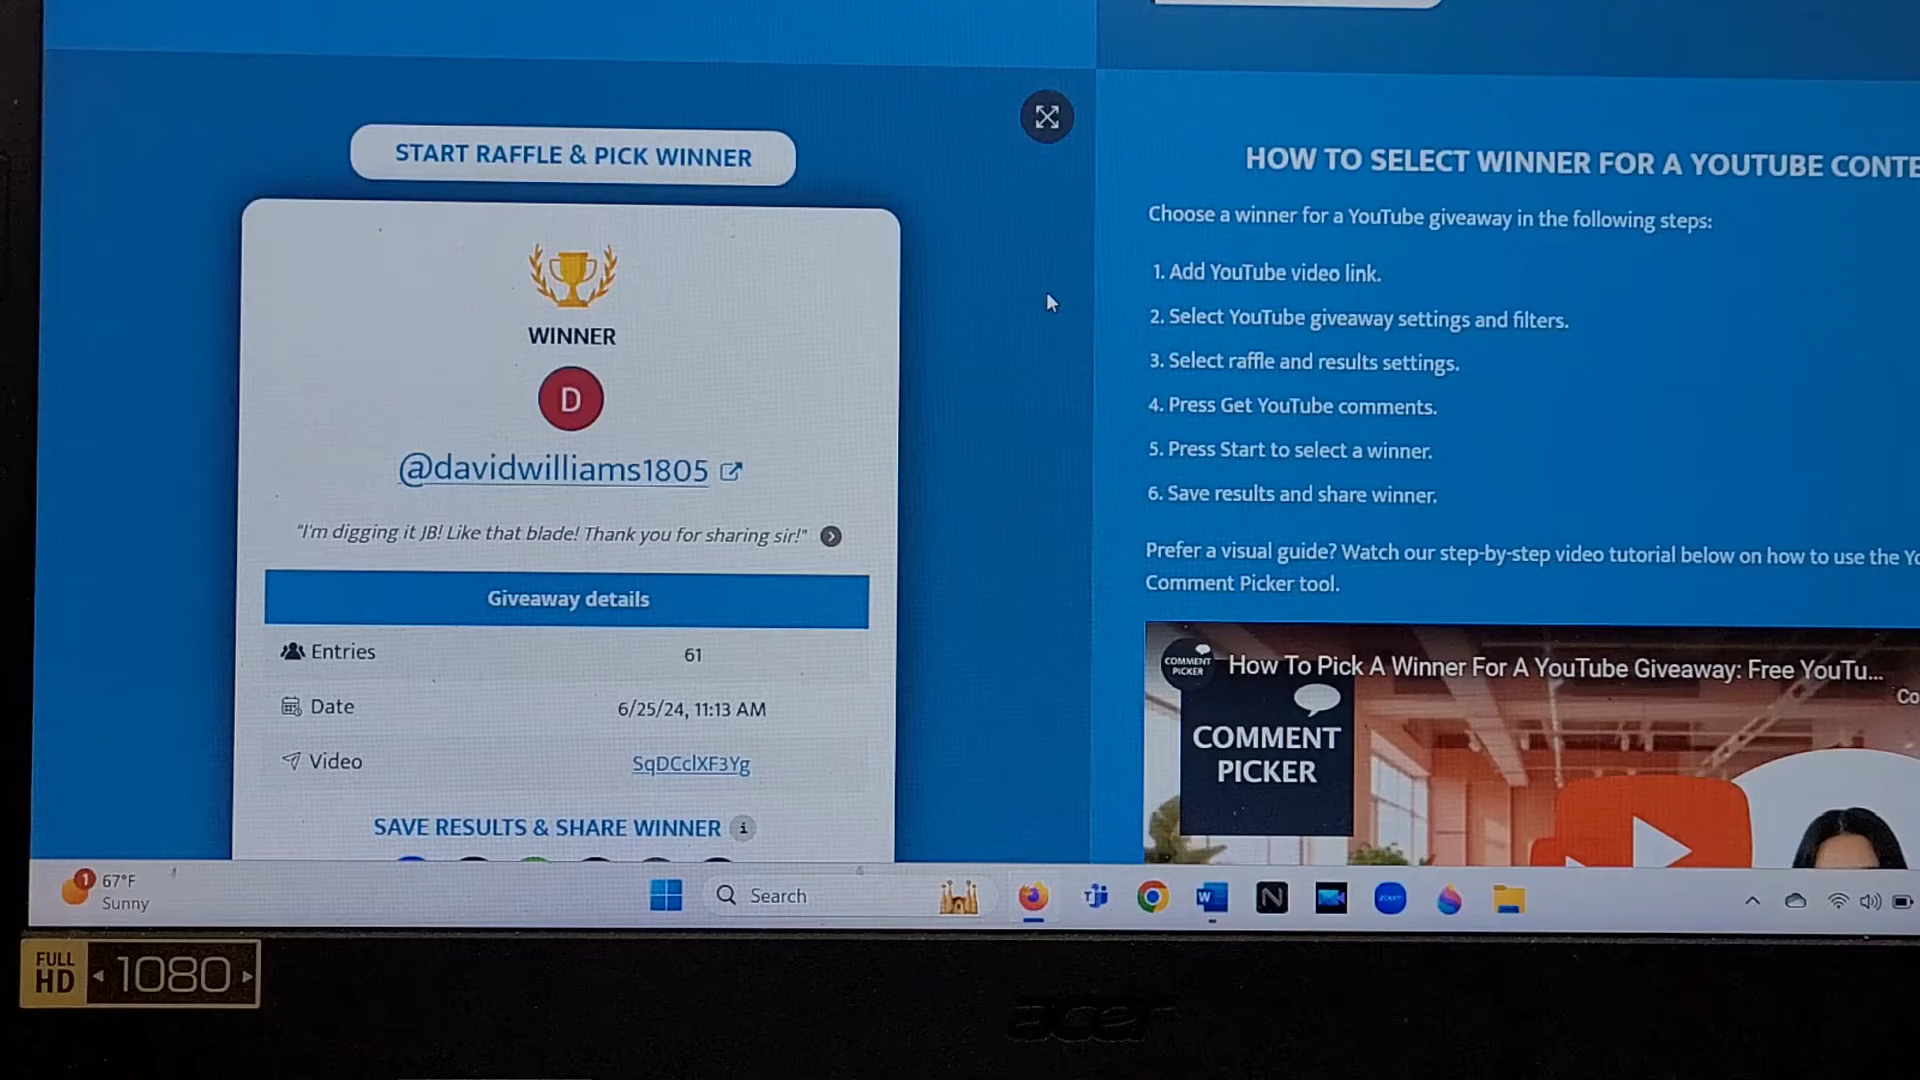 START RAFFLE & PICK WINNER
WINNER
D
@davidwilliams1805
"I'm digging it JB! Like that blade! Thank you for sharing sir!"
Giveaway details
Entries 61
Date 6/25/24, 11:13 AM
Video SqDCclXF3Yg
SAVE RESULTS & SHARE WINNER i
HOW TO SELECT WINNER FOR A YOUTUBE CONTE
Choose a winner for a YouTube giveaway in the following steps:
1. Add YouTube video link.
2. Select YouTube giveaway settings and filters.
3. Select raffle and results settings.
4. Press Get YouTube comments.
5. Press Start to select a winner.
6. Save results and share winner.
Prefer a visual guide? Watch our step-by-step video tutorial below on how to use the Yo
Comment Picker tool.
COMMENT
PICKER
How To Pick A Winner For A YouTube Giveaway: Free YouTu...
Co
COMMENT
PICKER
1
67°F
Sunny
Search
W
N
zoom
FULL
HD
1080
acer